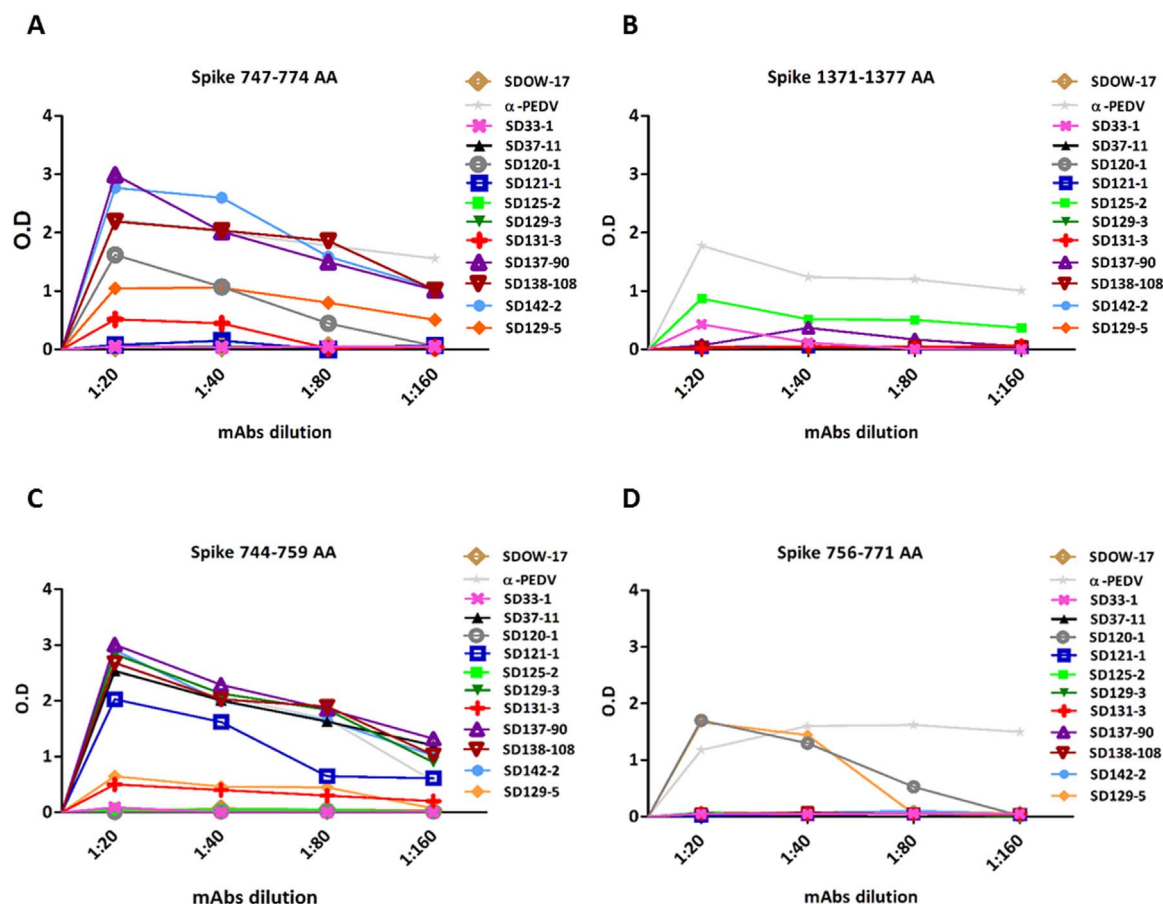 A
Spike 747-774 AA
O.D
4
3
2
1
0
1:20
1:40
1:80
1:160
mAbs dilution
SDOW-17
α-PEDV
SD33-1
SD37-11
SD120-1
SD121-1
SD125-2
SD129-3
SD131-3
SD137-90
SD138-108
SD142-2
SD129-5
B
Spike 1371-1377 AA
4
3
2
1
0
1:20
1:40
1:80
1:160
mAbs dilution
SDOW-17
α-PEDV
SD33-1
SD37-11
SD120-1
SD121-1
SD125-2
SD129-3
SD131-3
SD137-90
SD138-108
SD142-2
SD129-5
C
Spike 744-759 AA
O.D
4
3
2
1
0
1:20
1:40
1:80
1:160
mAbs dilution
SDOW-17
α-PEDV
SD33-1
SD37-11
SD120-1
SD121-1
SD125-2
SD129-3
SD131-3
SD137-90
SD138-108
SD142-2
SD129-5
D
Spike 756-771 AA
O.D
4
3
2
1
0
1:20
1:40
1:80
1:160
mAbs dilution
SDOW-17
α-PEDV
SD33-1
SD37-11
SD120-1
SD121-1
SD125-2
SD129-3
SD131-3
SD137-90
SD138-108
SD142-2
SD129-5